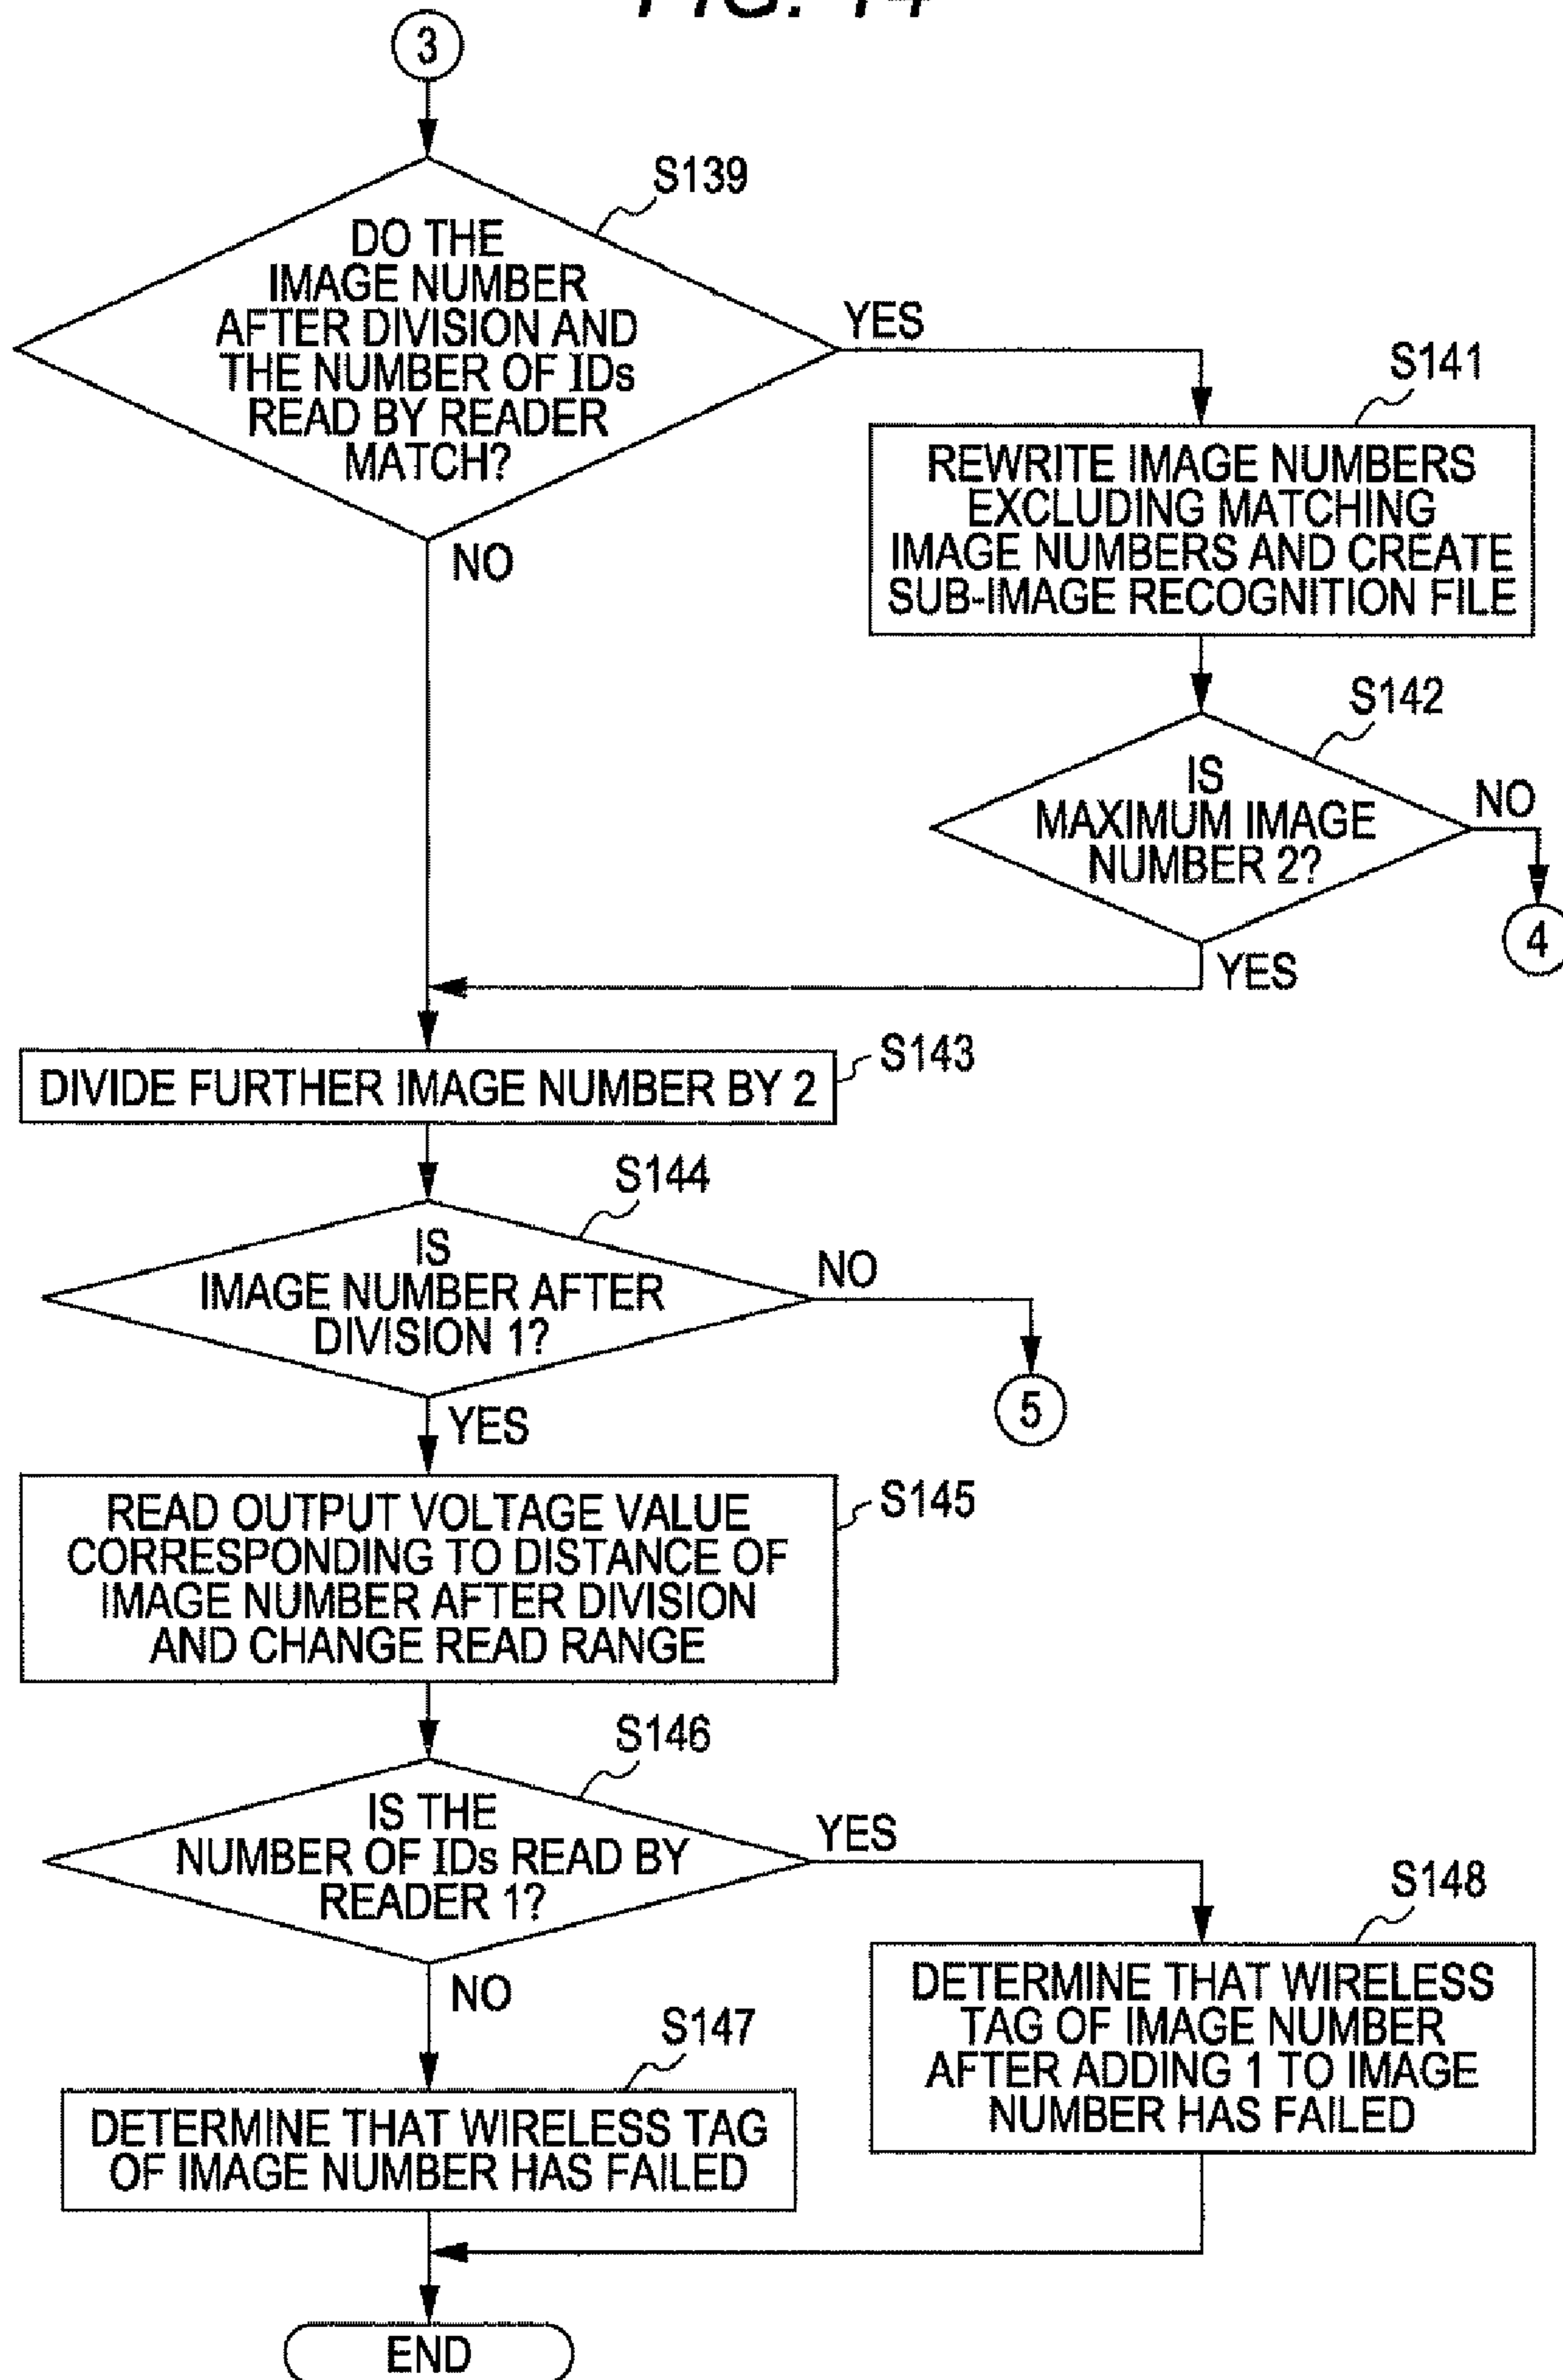 FIG. 14
3
S139
DO THE
IMAGE NUMBER
AFTER DIVISION AND
THE NUMBER OF IDs
READ BY READER
MATCH?
YES
NO
S141
REWRITE IMAGE NUMBERS
EXCLUDING MATCHING
IMAGE NUMBERS AND CREATE
SUB-IMAGE RECOGNITION FILE
S142
IS
MAXIMUM IMAGE
NUMBER 2?
NO
4
YES
S143
DIVIDE FURTHER IMAGE NUMBER BY 2
S144
IS
IMAGE NUMBER AFTER
DIVISION 1?
NO
5
YES
S145
READ OUTPUT VOLTAGE VALUE
CORRESPONDING TO DISTANCE OF
IMAGE NUMBER AFTER DIVISION
AND CHANGE READ RANGE
S146
IS THE
NUMBER OF IDs READ BY
READER 1?
YES
NO
S148
DETERMINE THAT WIRELESS
TAG OF IMAGE NUMBER
AFTER ADDING 1 TO IMAGE
NUMBER HAS FAILED
S147
DETERMINE THAT WIRELESS TAG
OF IMAGE NUMBER HAS FAILED
END